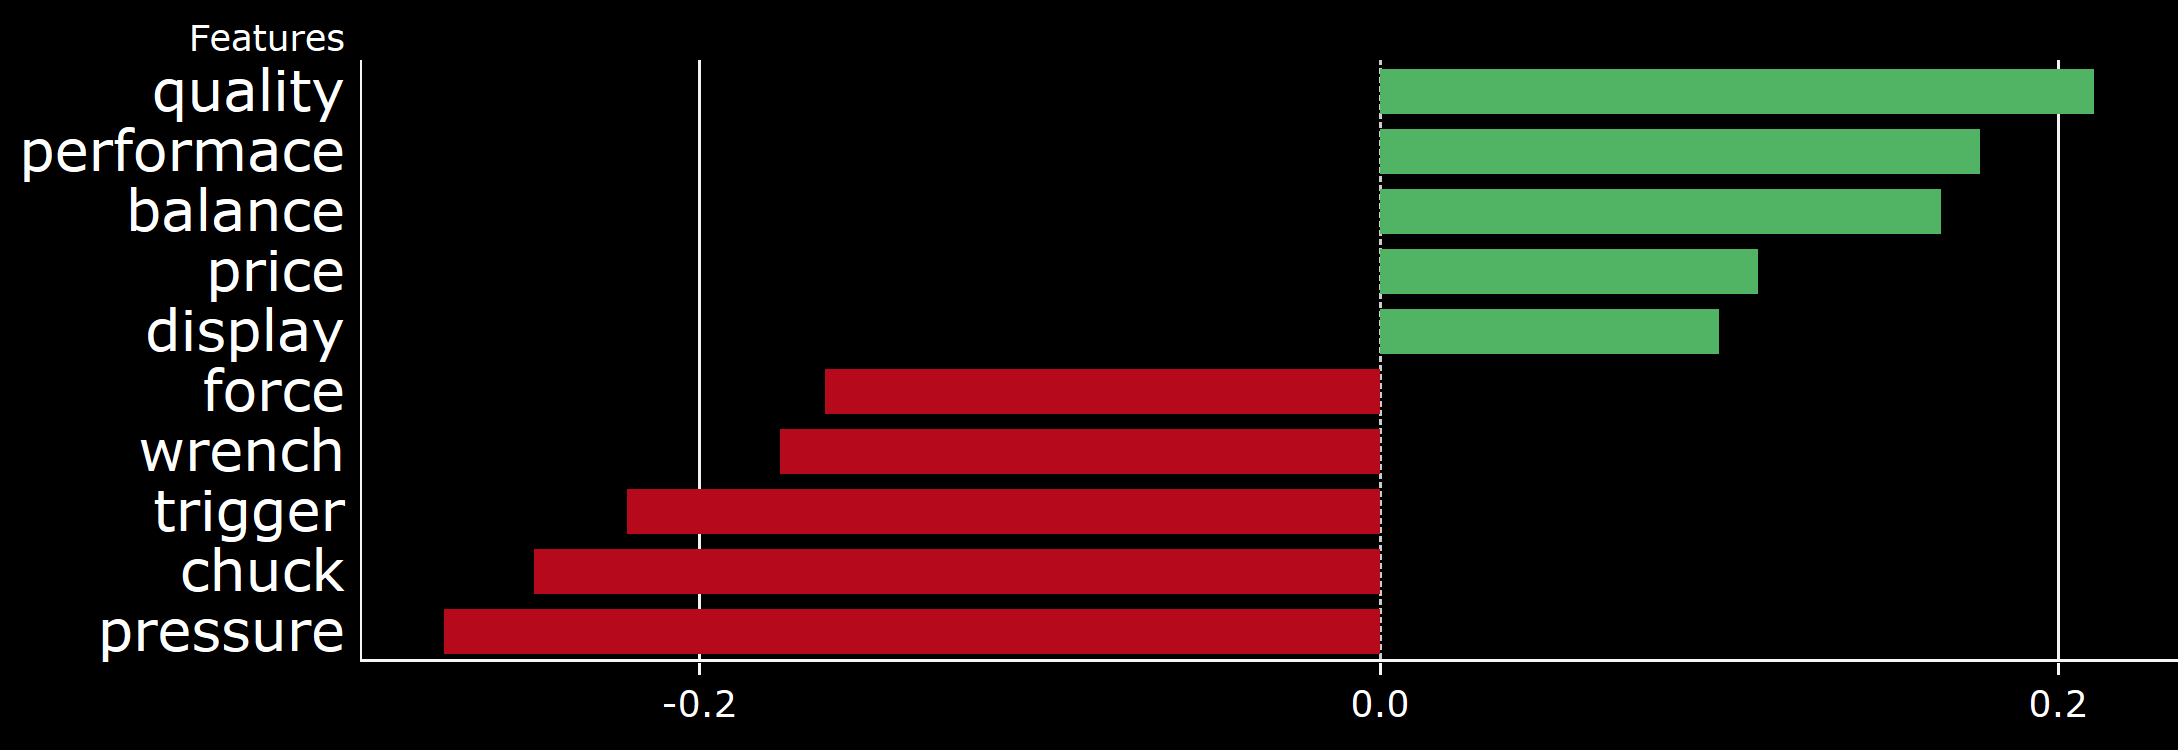 Features
quality
performace
balance
price
display
force
wrench
trigger
chuck
pressure
-0.2 0.0 0.2